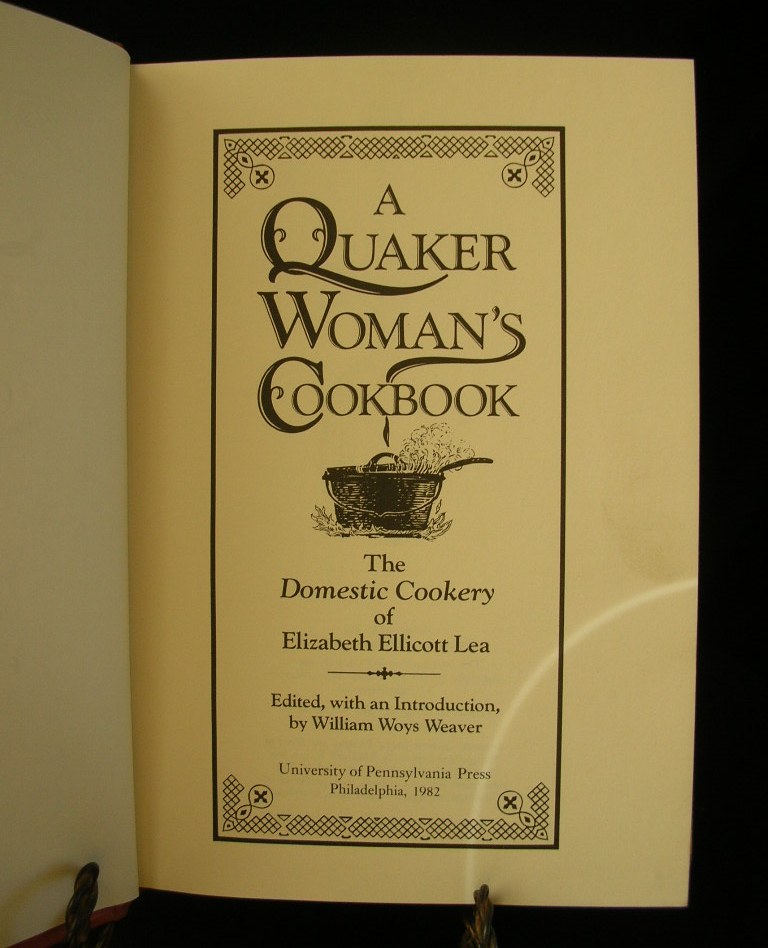 A
QUAKER
WOMAN'S
COOKBOOK
The
Domestic Cookery
of
Elizabeth Ellicott Lea
Edited, with an Introduction,
by William Woys Weaver
University of Pennsylvania Press
Philadelphia, 1982